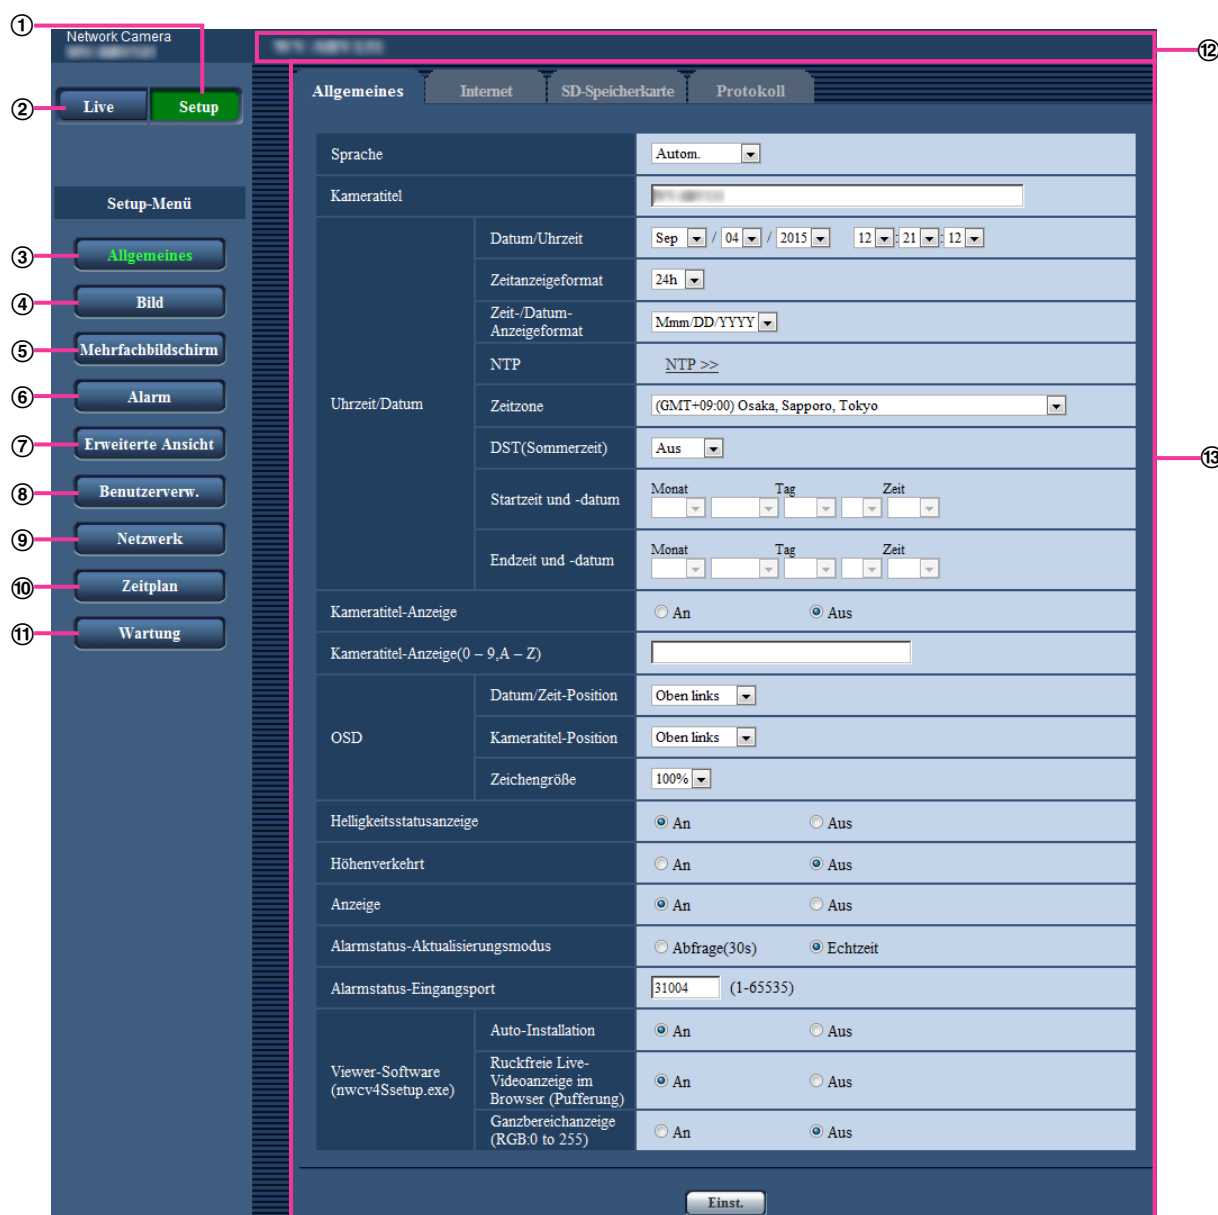 ①
Network Camera
⑫
② Live Setup
Allgemeines Internet SD-Speicherkarte Protokoll
Setup-Menü
③ Allgemeines
④ Bild
⑤ Mehrfachbildschirm
⑥ Alarm
⑦ Erweiterte Ansicht
⑧ Benutzerverw.
⑨ Netzwerk
⑩ Zeitplan
⑪ Wartung
Sprache Autom.
Kameratitel
Uhrzeit/Datum
Datum/Uhrzeit Sep / 04 / 2015 12 : 21 : 12
Zeitanzeigeformat 24h
Zeit-/Datum-
Anzeigeformat Mmm/DD/YYYY
NTP NTP >>
Zeitzone (GMT+09:00) Osaka, Sapporo, Tokyo
DST(Sommerzeit) Aus
⑬
Startzeit und -datum Monat Tag Zeit
Endzeit und -datum Monat Tag Zeit
Kameratitel-Anzeige An Aus
Kameratitel-Anzeige(0 – 9,A – Z)
OSD
Datum/Zeit-Position Oben links
Kameratitel-Position Oben links
Zeichengröße 100%
Helligkeitsstatusanzeige An Aus
Höhenverkehrt An Aus
Anzeige An Aus
Alarmstatus-Aktualisierungsmodus Abfrage(30s) Echtzeit
Alarmstatus-Eingangsport 31004 (1-65535)
Viewer-Software
(nwcv4Ssetup.exe)
Auto-Installation An Aus
Ruckfreie Live-
Videoanzeige im
Browser (Pufferung) An Aus
Ganzbereichanzeige
(RGB:0 to 255) An Aus
Einst.